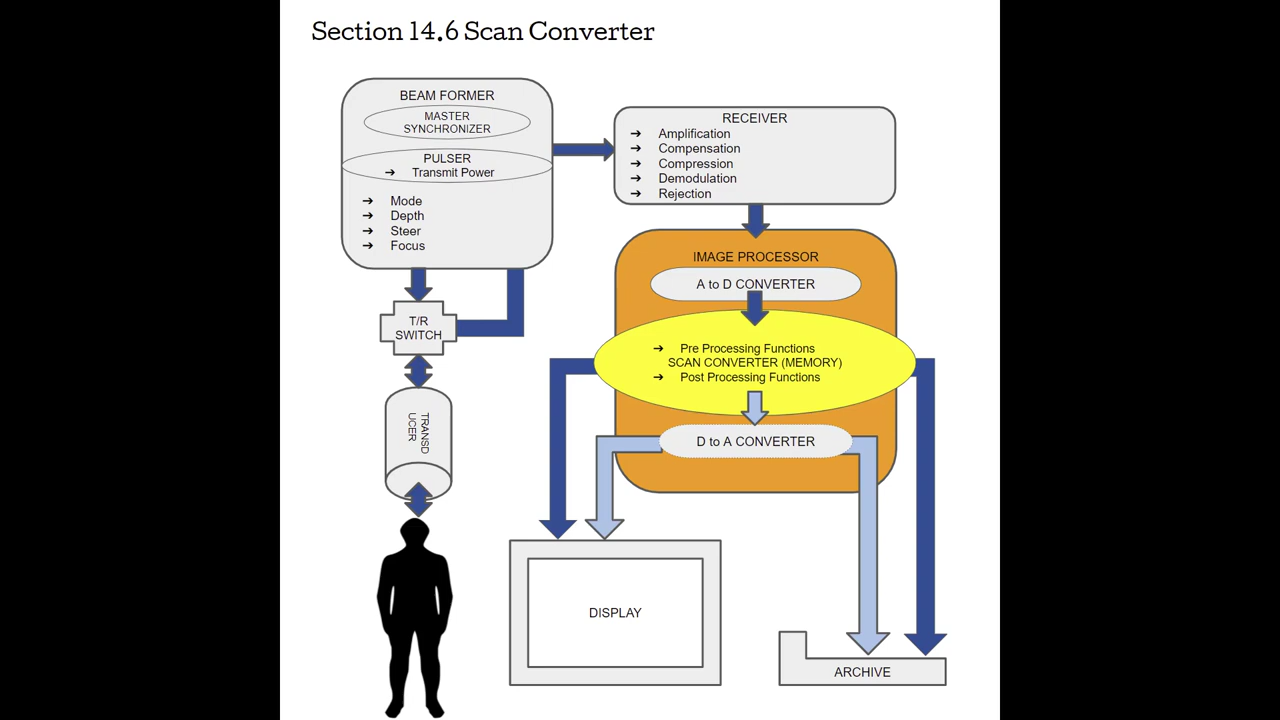 Section 14.6 Scan Converter
BEAM FORMER
MASTER
SYNCHRONIZER
PULSER
➔ Transmit Power
➔ Mode
➔ Depth
➔ Steer
➔ Focus
T/R
SWITCH
TRANSD
UCER
RECEIVER
➔ Amplification
➔ Compensation
➔ Compression
➔ Demodulation
➔ Rejection
IMAGE PROCESSOR
A to D CONVERTER
➔ Pre Processing Functions
SCAN CONVERTER (MEMORY)
➔ Post Processing Functions
D to A CONVERTER
DISPLAY
ARCHIVE